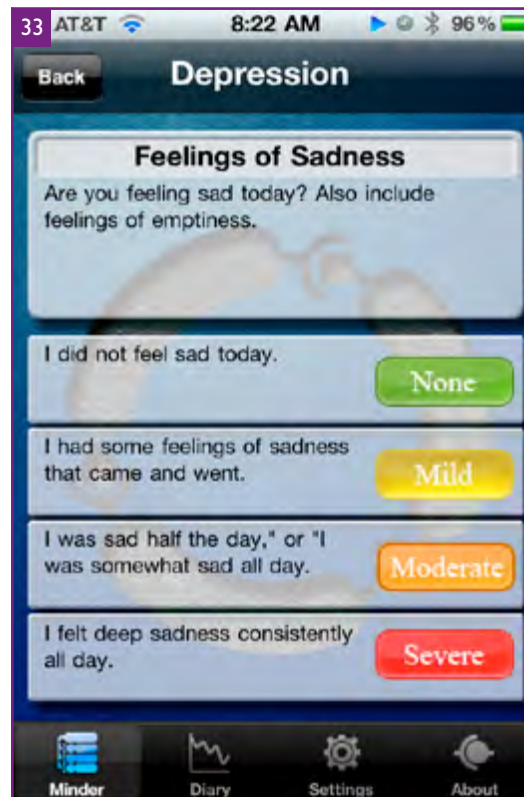 33 AT&T 8:22 AM 96%
Back Depression
Feelings of Sadness
Are you feeling sad today? Also include
feelings of emptiness.
I did not feel sad today.
None
I had some feelings of sadness
that came and went.
Mild
I was sad half the day," or "I
was somewhat sad all day.
Moderate
I felt deep sadness consistently
all day.
Severe
Minder Diary Settings About